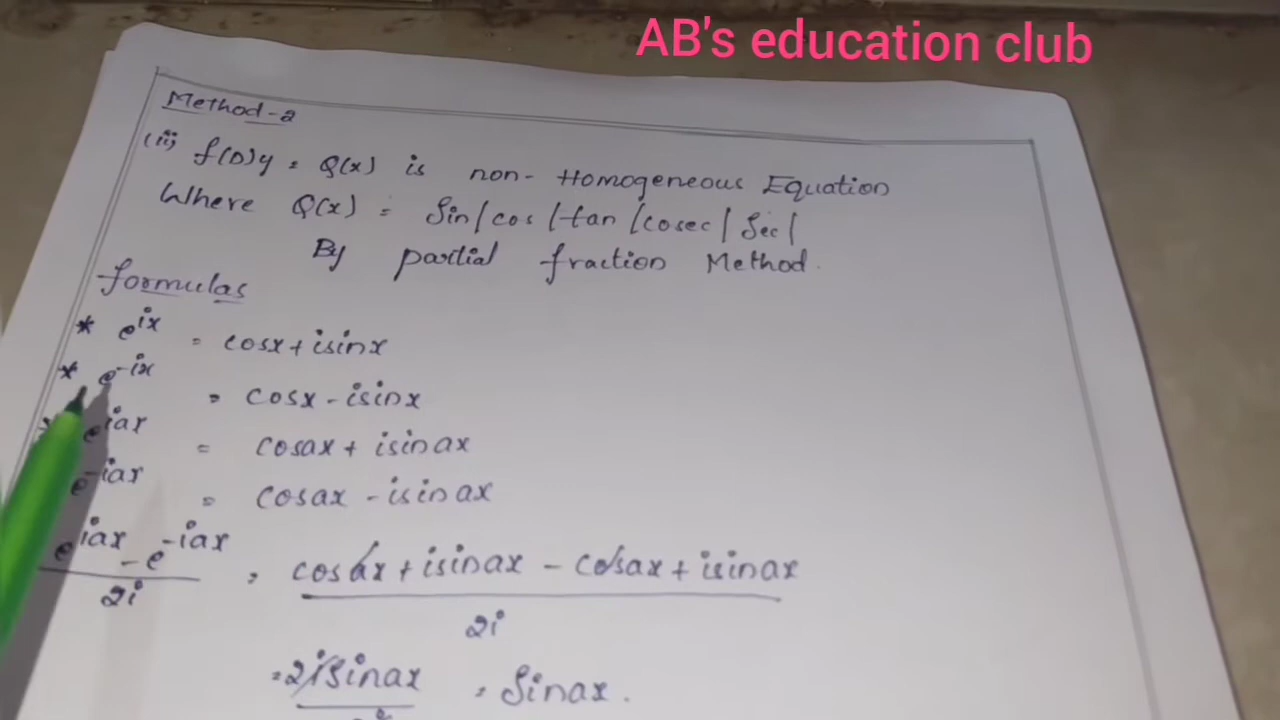 AB's education club
Method-2
(ii) f(D)y = Q(x) is non-Homogeneous Equation
Where Q(x) = Sin/cos/tan/cosec/Sec/
By partial fraction Method.
formulas
* e^ix = cosx + isinx
* e^-ix = cosx - isinx
e^iax = cosax + isinax
e^-iax = cosax - isinax
e^iax - e^-iax / 2i = cosax + isinax - cosax + isinax / 2i
= 2isinax = Sinax.